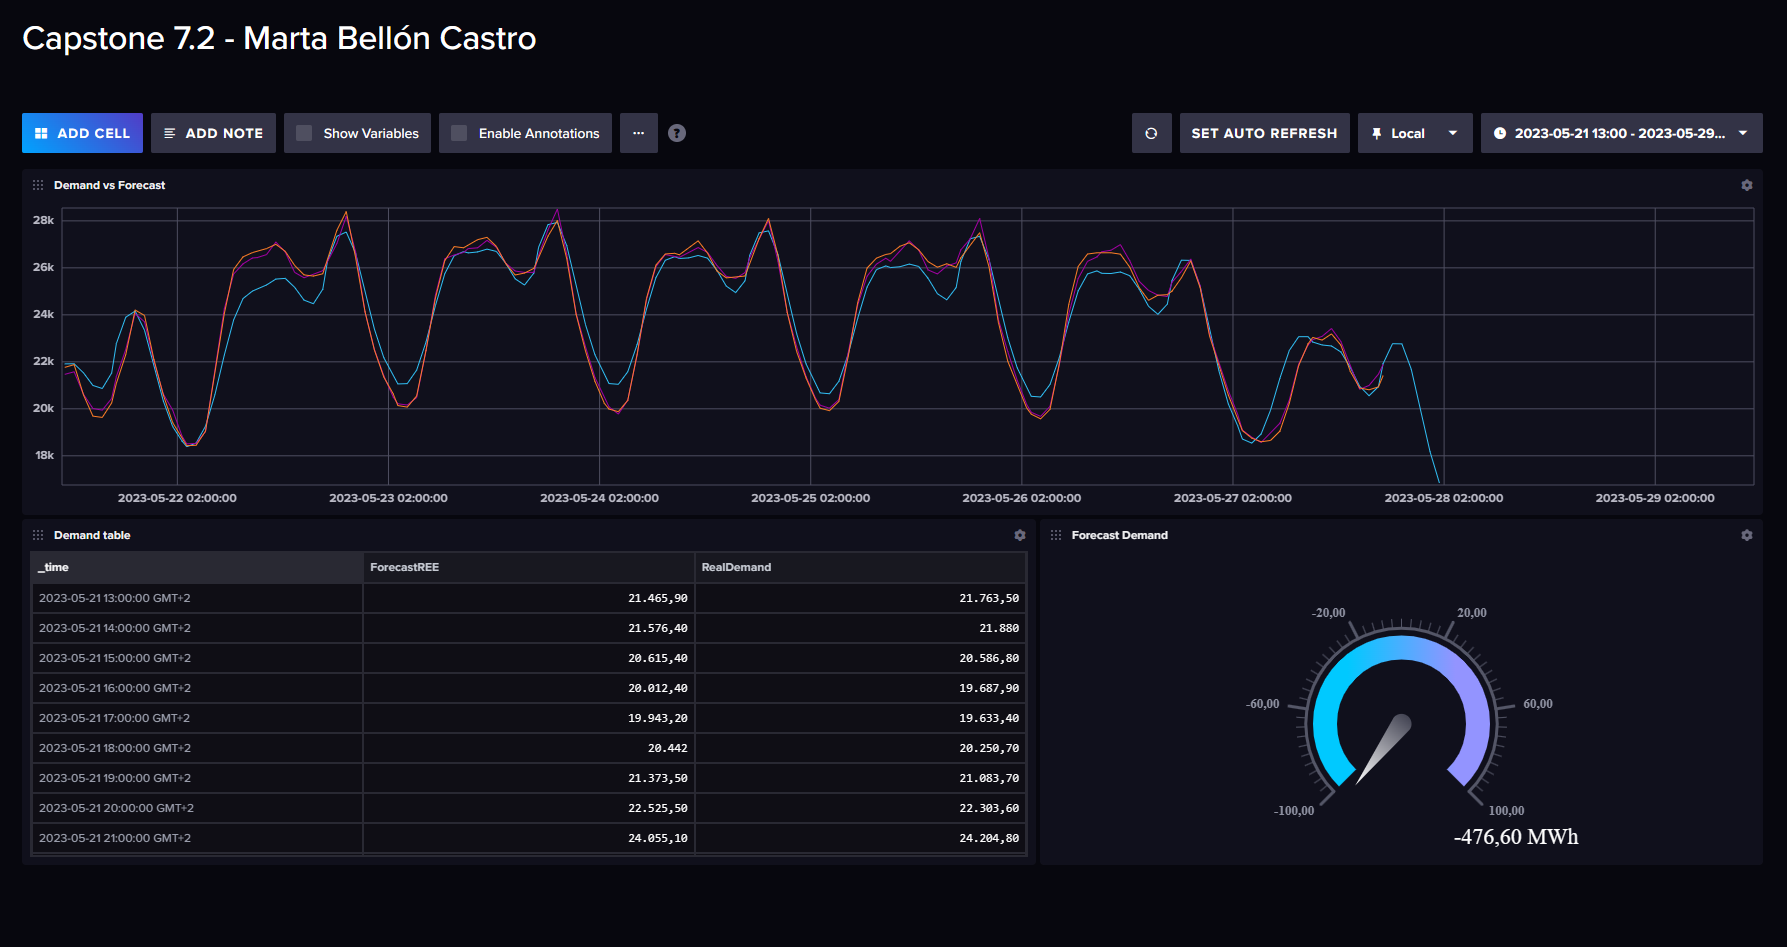 Capstone 7.2 - Marta Bellón Castro
ADD CELL ADD NOTE Show Variables Enable Annotations ... ? SET AUTO REFRESH Local 2023-05-21 13:00 - 2023-05-29...
Demand vs Forecast
28k
26k
24k
22k
20k
18k
2023-05-22 02:00:00 2023-05-23 02:00:00 2023-05-24 02:00:00 2023-05-25 02:00:00 2023-05-26 02:00:00 2023-05-27 02:00:00 2023-05-28 02:00:00 2023-05-29 02:00:00
Demand table
_time ForecastREE RealDemand
2023-05-21 13:00:00 GMT+2 21.465,90 21.763,50
2023-05-21 14:00:00 GMT+2 21.576,40 21.880
2023-05-21 15:00:00 GMT+2 20.615,40 20.586,80
2023-05-21 16:00:00 GMT+2 20.012,40 19.687,90
2023-05-21 17:00:00 GMT+2 19.943,20 19.633,40
2023-05-21 18:00:00 GMT+2 20.442 20.250,70
2023-05-21 19:00:00 GMT+2 21.373,50 21.083,70
2023-05-21 20:00:00 GMT+2 22.525,50 22.303,60
2023-05-21 21:00:00 GMT+2 24.055,10 24.204,80
Forecast Demand
-20,00 20,00
-60,00 60,00
-100,00 100,00
-476,60 MWh